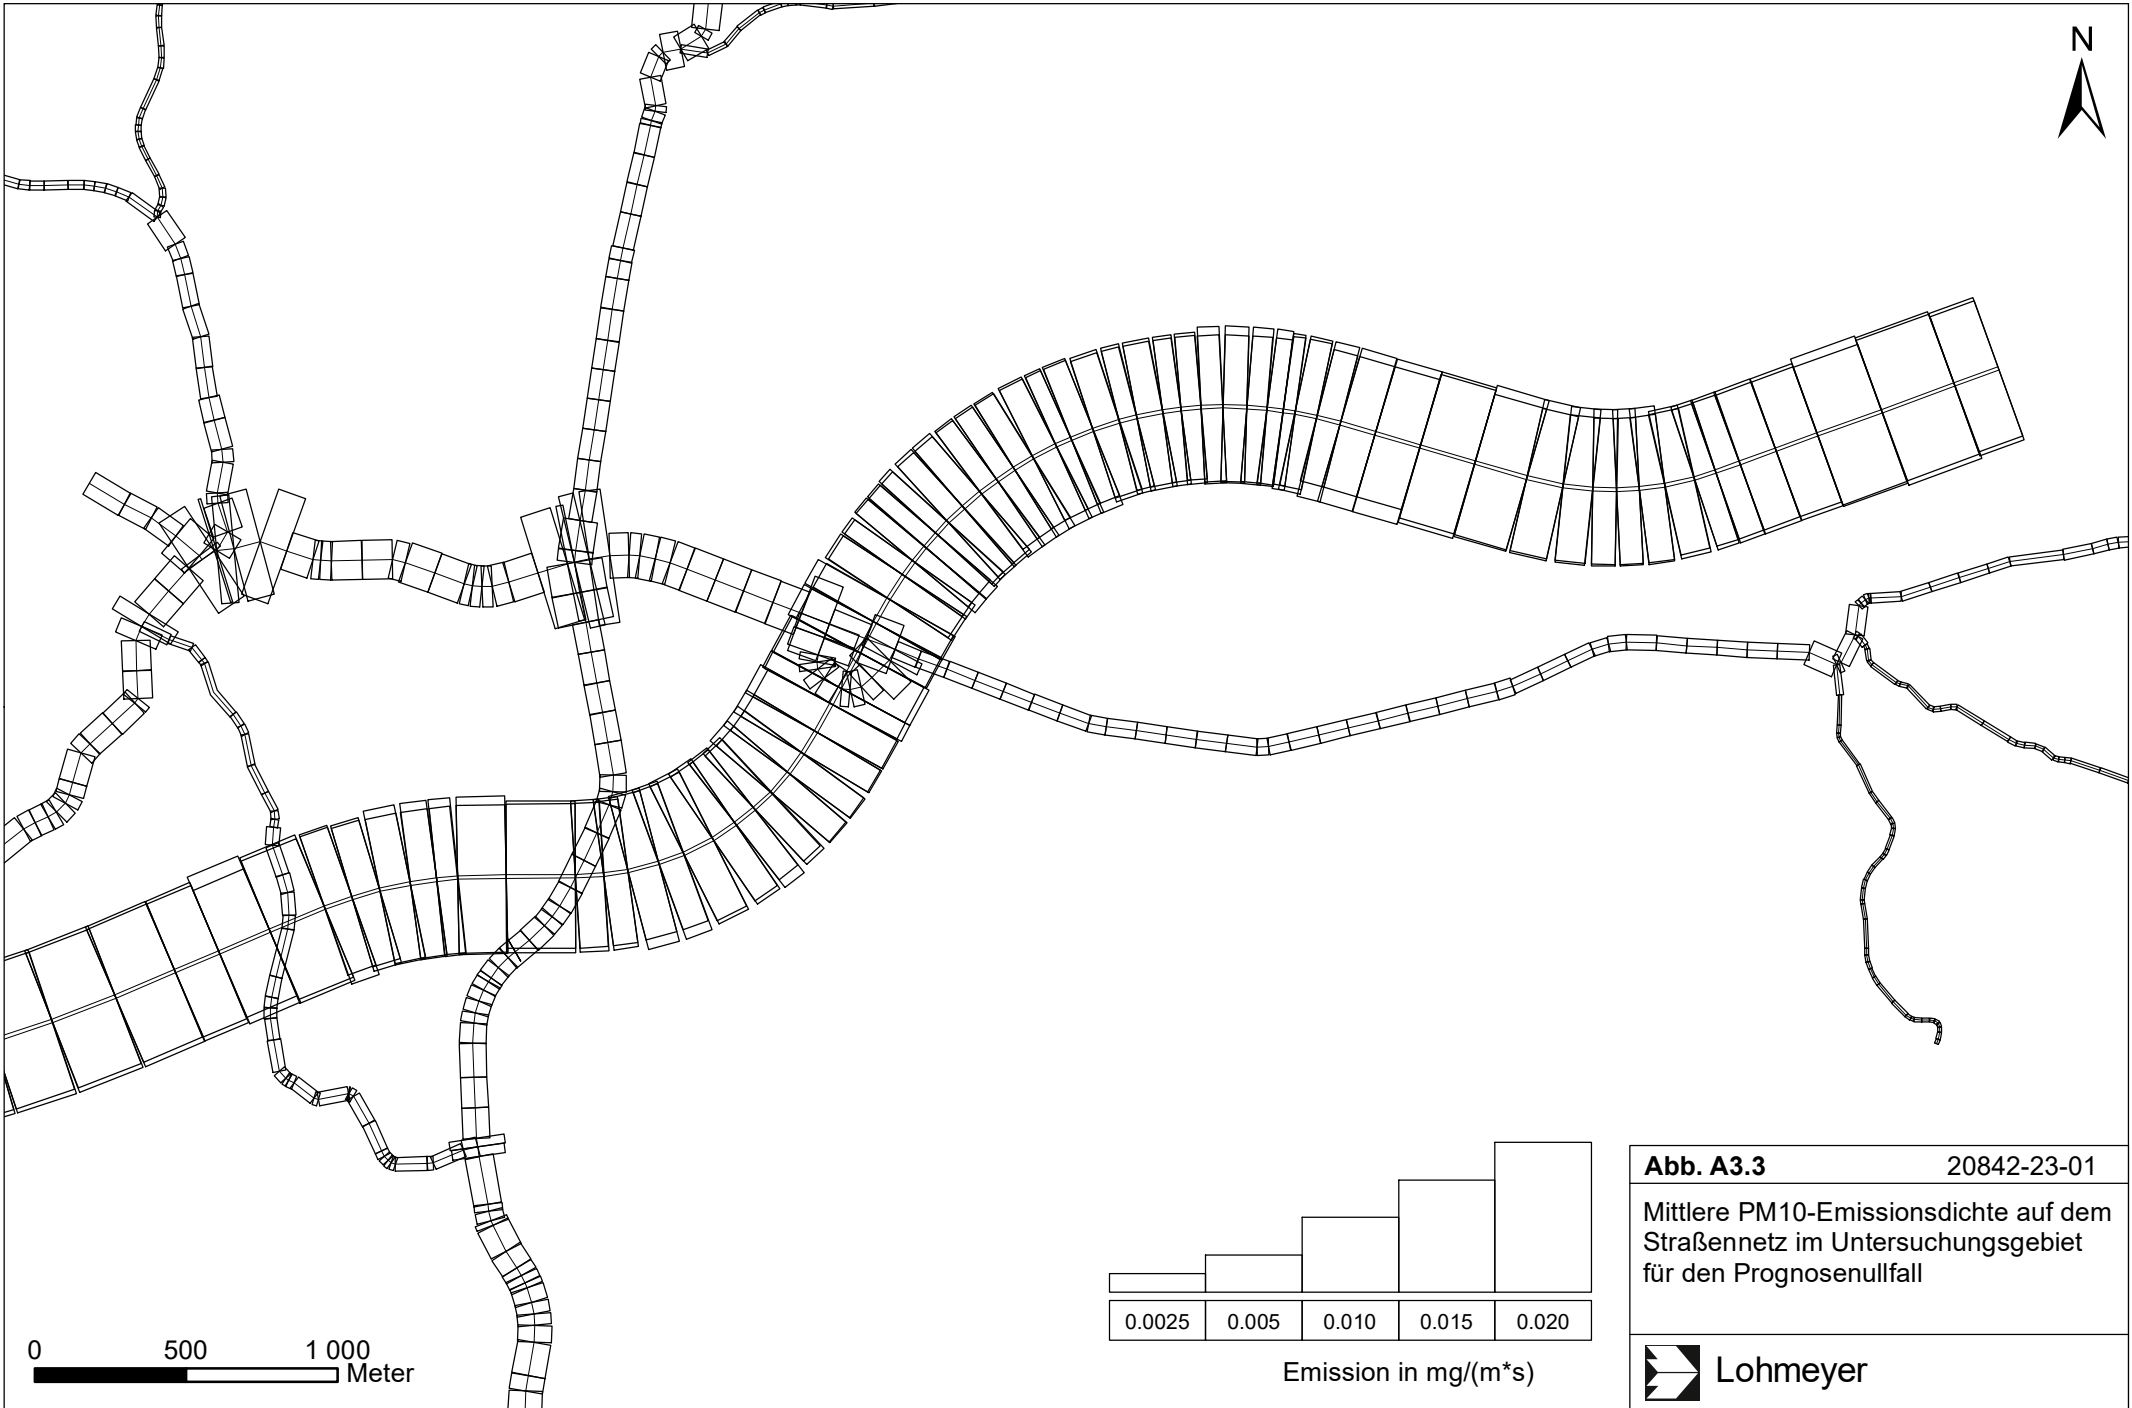 N
Abb. A3.3 20842-23-01
Mittlere PM10-Emissionsdichte auf dem
Straßennetz im Untersuchungsgebiet
für den Prognosenullfall
0.0025 0.005 0.010 0.015 0.020
Emission in mg/(m*s)
0 500 1 000
Meter
Lohmeyer